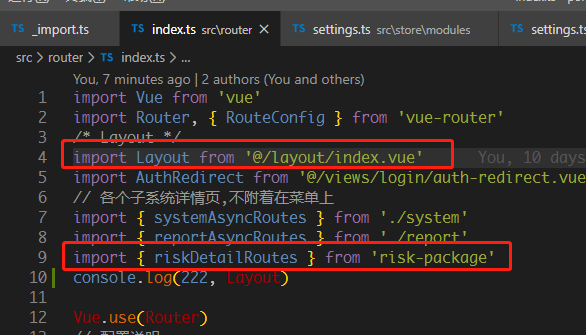 TS _import.ts TS index.ts src\router × TS settings.ts src\store\modules TS settings.ts
src > router > TS index.ts > ...
You, 7 minutes ago | 2 authors (You and others)
1 import Vue from 'vue'
2 import Router, { RouteConfig } from 'vue-router'
3 /* Layout */
4 import Layout from '@/layout/index.vue' You, 10 days
5 import AuthRedirect from '@/views/login/auth-redirect.vue
6 // 各个子系统详情页,不附着在菜单上
7 import { systemAsyncRoutes } from './system'
8 import { reportAsyncRoutes } from './report'
9 import { riskDetailRoutes } from 'risk-package'
10 console.log(222, Layout)
11
12 Vue.use(Router)